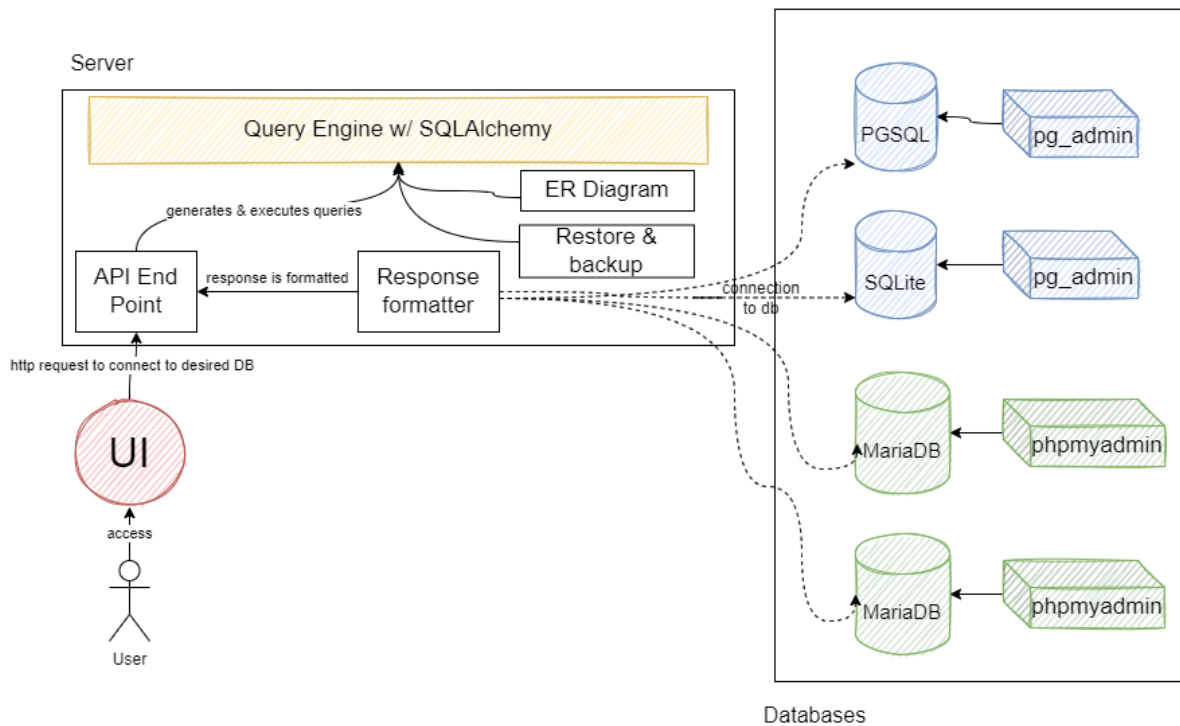 Server
Query Engine w/ SQLAlchemy
ER Diagram
generates & executes queries
Restore &
backup
API End
Point
response is formatted
Response
formatter
http request to connect to desired DB
UI
access
User
connection
to db
PGSQL
pg_admin
SQLite
pg_admin
MariaDB
phpmyadmin
MariaDB
phpmyadmin
Databases